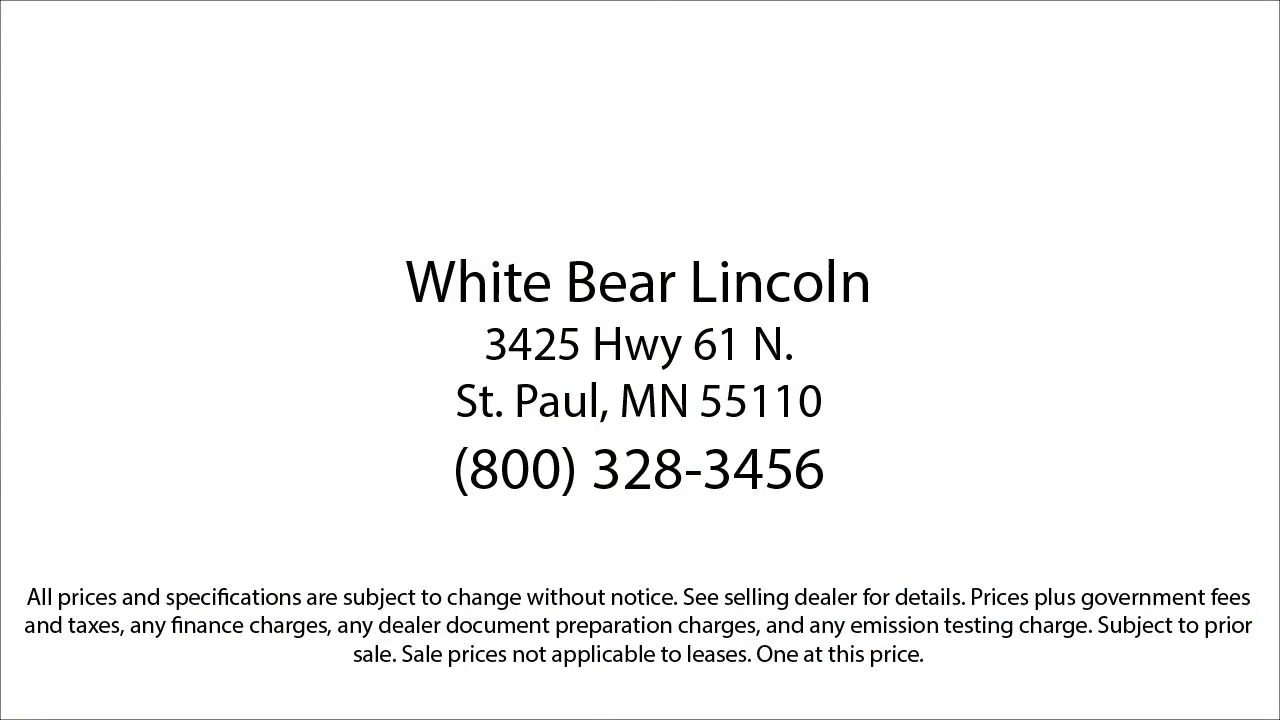 White Bear Lincoln
3425 Hwy 61 N.
St. Paul, MN 55110
(800) 328-3456
All prices and specifications are subject to change without notice. See selling dealer for details. Prices plus government fees
and taxes, any finance charges, any dealer document preparation charges, and any emission testing charge. Subject to prior
sale. Sale prices not applicable to leases. One at this price.